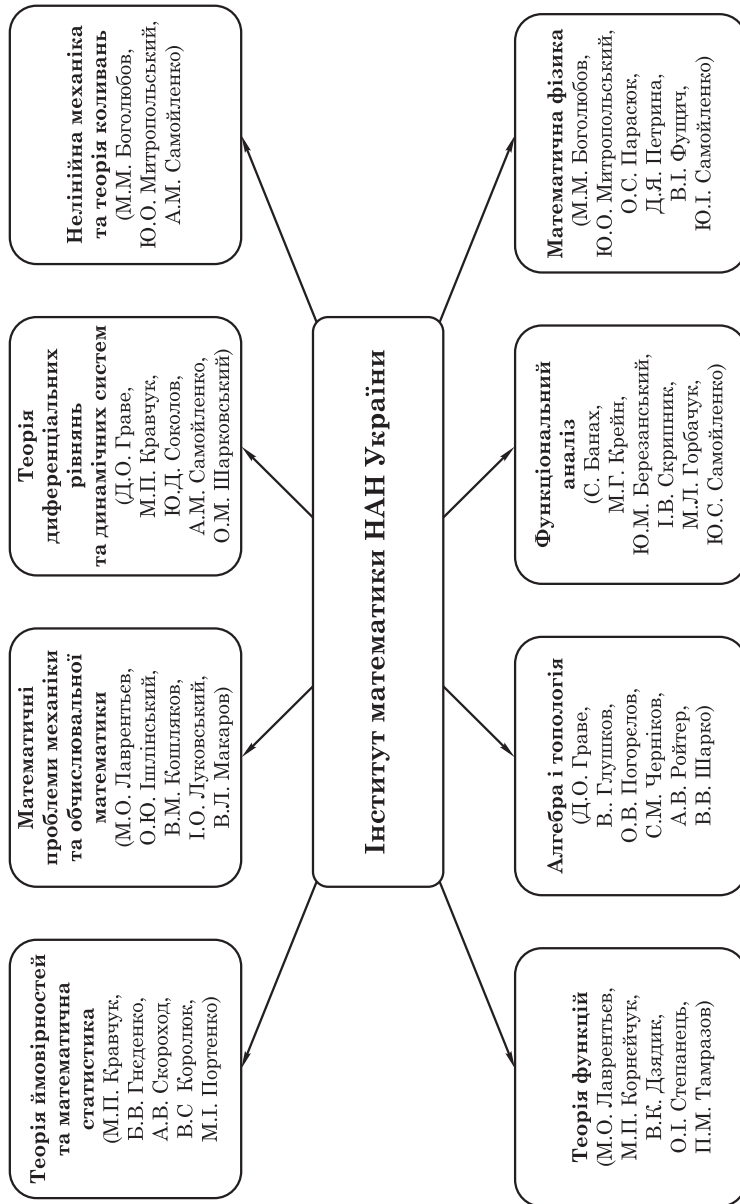 Теорія ймовірностей
та математична
статистика
(М.П. Кравчук,
Б.В. Гнеденко,
А.В. Скороход,
В.С Королюк,
М.І. Портенко)
Математичні
проблеми механіки
та обчислювальної
математики
(М.О. Лаврентьєв,
О.Ю. Ішлінський,
В.М. Кошляков,
І.О. Луковський,
В.Л. Макаров)
Теорія
диференціальних
рівнянь
та динамічних систем
(Д.О. Граве,
М.П. Кравчук,
Ю,Д. Соколов,
А.М. Самойленко,
О.М. Шарковський)
Нелінійна механіка
та теорія коливань
(М.М. Боголюбов,
Ю.О. Митропольський,
А.М. Самойленко)
Інститут математики НАН України
Теорія функцій
(М.О. Лаврентьєв,
М.П. Корнейчук,
В.К. Дзядик,
О.І. Степанець,
П.М. Тамразов)
Алгебра і топологія
(Д.О. Граве,
В.. Глушков,
О.В. Погорелов,
С.М. Черніков,
А.В. Ройтер,
В.В. Шарко)
Функціональний
аналіз
(С. Банах,
М.Г. Крейн,
Ю.М. Березанський,
І.В. Скрипник,
М.Л. Горбачук,
Ю.С. Самойленко)
Математична фізика
(М.М. Боголюбов,
Ю.О. Митропольський,
О.С. Парасюк,
Д.Я. Петрина,
В.І. Фущич,
Ю.І. Самойленко)